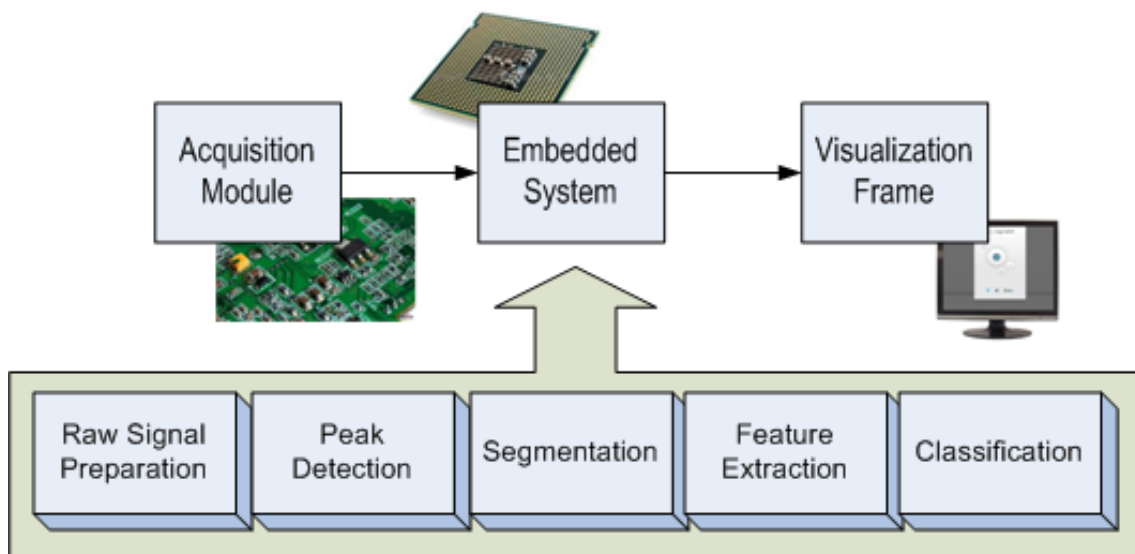 Acquisition
Module
Embedded
System
Visualization
Frame
Raw Signal
Preparation
Peak
Detection
Segmentation
Feature
Extraction
Classification